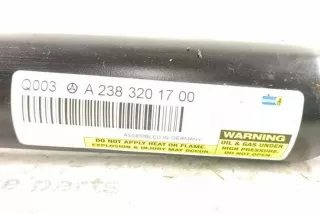 Q003 A 238 320 17 00
ASSEMBLED IN GERMANY
DO NOT APPLY HEAT OR FLAME.
EXPLOSION & INJURY MAY OCCUR.
WARNING
OIL & GAS UNDER
HIGH PRESSURE.
DO NOT OPEN.
parts